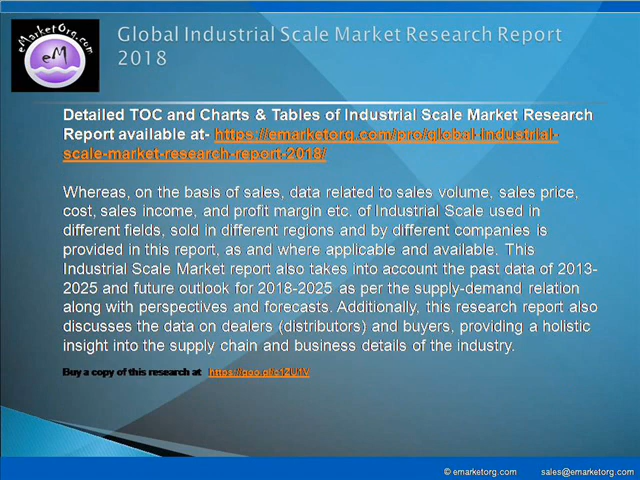 eMarketOrg.com
eM
Global Industrial Scale Market Research Report
2018
Detailed TOC and Charts & Tables of Industrial Scale Market Research
Report available at- https://emarketorg.com/pro/global-industrial-
scale-market-research-report-2018/
Whereas, on the basis of sales, data related to sales volume, sales price,
cost, sales income, and profit margin etc. of Industrial Scale used in
different fields, sold in different regions and by different companies is
provided in this report, as and where applicable and available. This
Industrial Scale Market report also takes into account the past data of 2013-
2025 and future outlook for 2018-2025 as per the supply-demand relation
along with perspectives and forecasts. Additionally, this research report also
discusses the data on dealers (distributors) and buyers, providing a holistic
insight into the supply chain and business details of the industry.
Buy a copy of this research at
© emarketorg.com sales@emarketorg.com